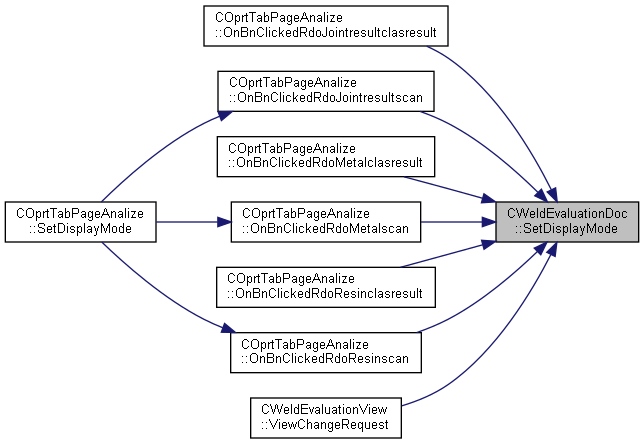 COprtTabPageAnalize
::OnBnClickedRdoJointresultclasresult
COprtTabPageAnalize
::OnBnClickedRdoJointresultscan
COprtTabPageAnalize
::OnBnClickedRdoMetalclasresult
COprtTabPageAnalize
::SetDisplayMode
COprtTabPageAnalize
::OnBnClickedRdoMetalscan
CWeldEvaluationDoc
::SetDisplayMode
COprtTabPageAnalize
::OnBnClickedRdoResinclasresult
COprtTabPageAnalize
::OnBnClickedRdoResinscan
CWeldEvaluationView
::ViewChangeRequest